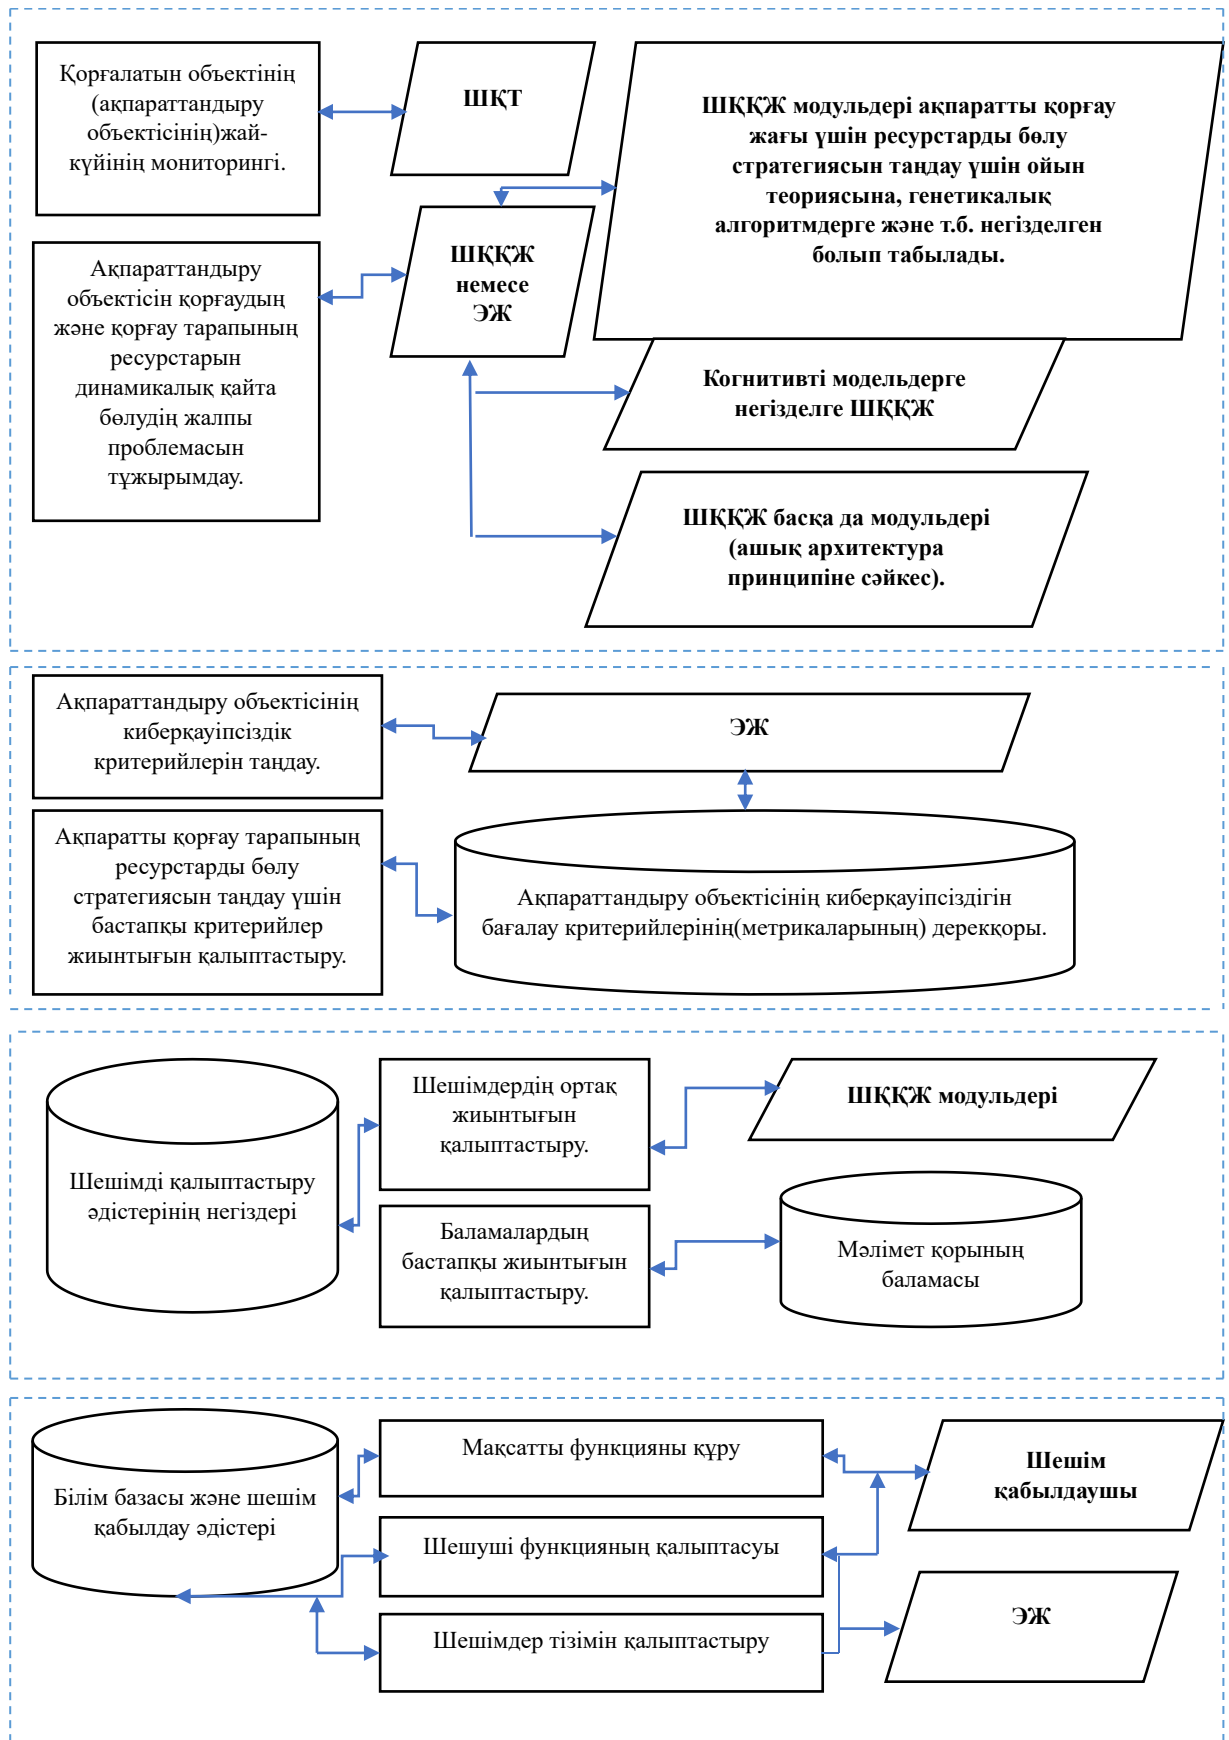 Қорғалатын объектінің
(ақпараттандыру
объектісінің)жай-
күйінің мониторингі.
ШҚТ
ШҚҚЖ модульдері ақпаратты қорғау
жағы үшін ресурстарды бөлу
стратегиясын таңдау үшін ойын
теориясына, генетикалық
алгоритмдерге және т.б. негізделген
болып табылады.
Ақпараттандыру
объектісін қорғаудың
және қорғау тарапының
ресурстарын
динамикалық қайта
бөлудің жалпы
проблемасын
тұжырымдау.
ШҚҚЖ
немесе
ЭЖ
Когнитивті модельдерге
негізделге ШҚҚЖ
ШҚҚЖ басқа да модульдері
(ашық архитектура
принципіне сәйкес).
Ақпараттандыру объектісінің
киберқауіпсіздік
критерийлерін таңдау.
ЭЖ
Ақпаратты қорғау тарапының
ресурстарды бөлу
стратегиясын таңдау үшін
бастапқы критерийлер
жиынтығын қалыптастыру.
Ақпараттандыру объектісінің киберқауіпсіздігін
бағалау критерийлерінің(метрикаларының) дерекқоры.
Шешімді қалыптастыру
әдістерінің негіздері
Шешімдердің ортақ
жиынтығын
қалыптастыру.
ШҚҚЖ модульдері
Баламалардың
бастапқы жиынтығын
қалыптастыру.
Мәлімет қорының
баламасы
Білім базасы және шешім
қабылдау әдістері
Мақсатты функцияны құру
Шешуші функцияның қалыптасуы
Шешімдер тізімін қалыптастыру
Шешім
қабылдаушы
ЭЖ